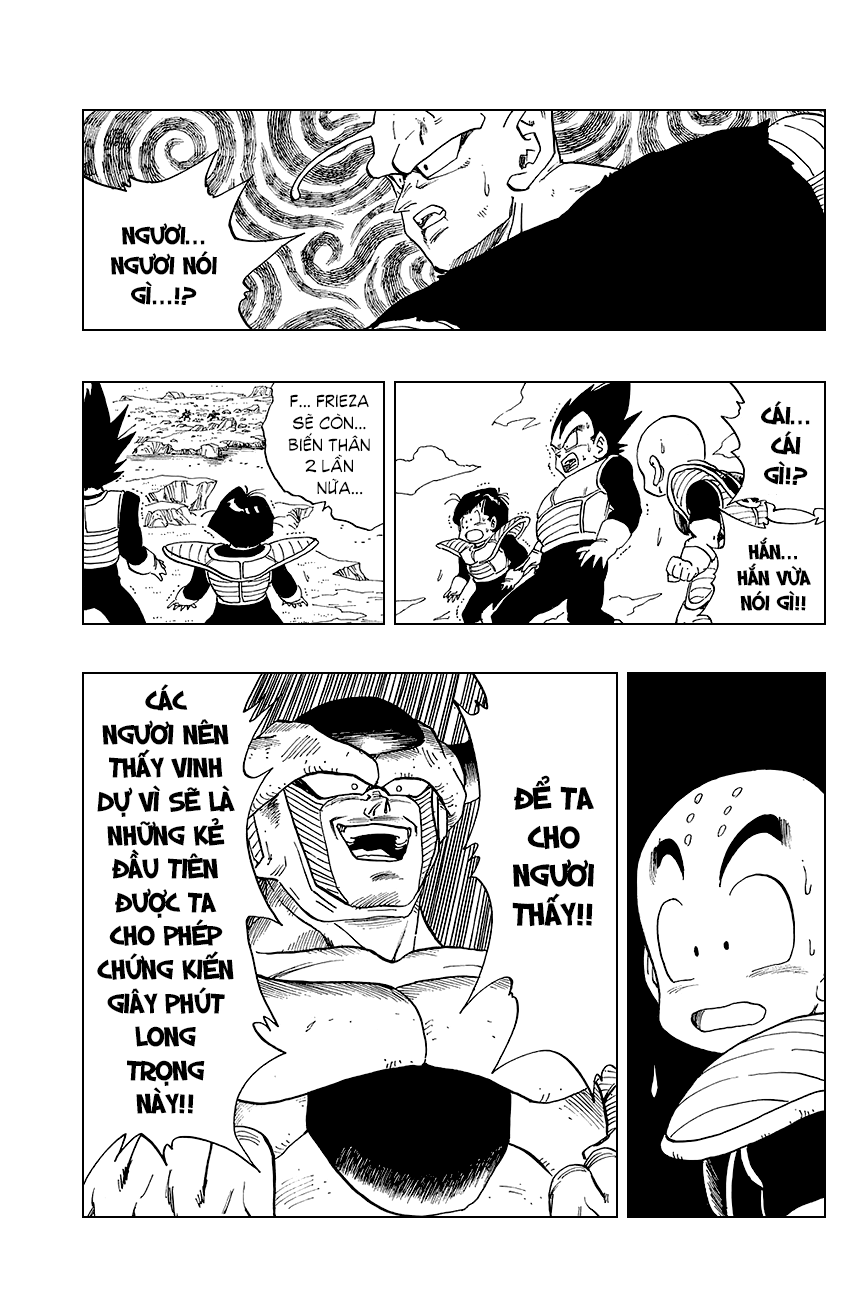 NGƯƠI...
NGƯƠI NÓI
GÌ...!?
CÁI...
CÁI
GÌ!?
HẮN...
HẮN VỪA
NÓI GÌ!!
F... FRIEZA
SẼ CÒN...
BIẾN THÂN
2 LẦN
NỮA...
ĐỂ TA
CHO
NGƯƠI
THẤY!!
CÁC
NGƯƠI NÊN
THẤY VINH
DỰ VÌ SẼ LÀ
NHỮNG KẺ
ĐẦU TIÊN
ĐƯỢC TA
CHO PHÉP
CHỨNG KIẾN
GIÂY PHÚT
LONG
TRỌNG
NÀY!!